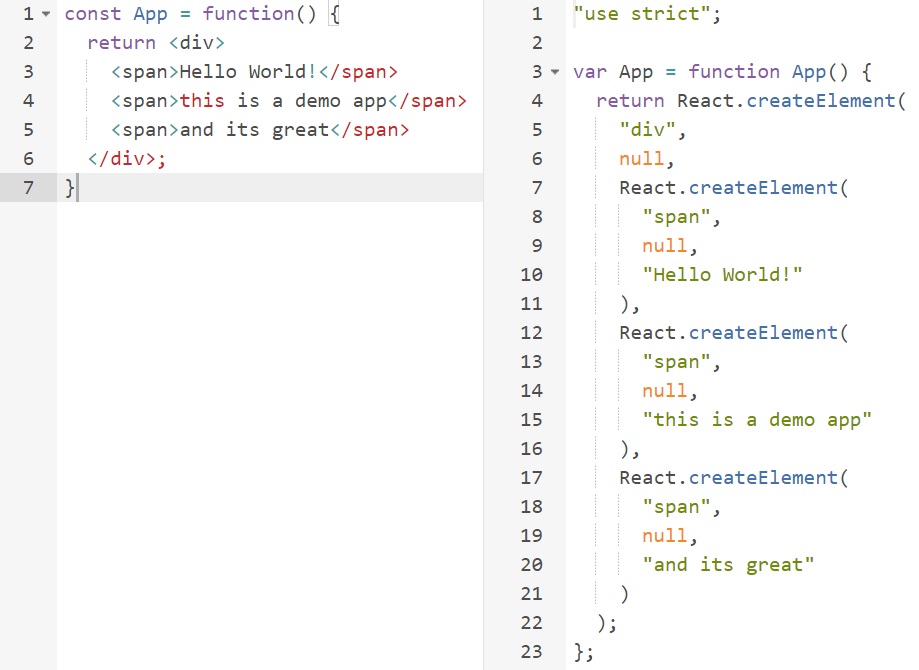 1 const App = function() {
2   return <div>
3     <span>Hello World!</span>
4     <span>this is a demo app</span>
5     <span>and its great</span>
6   </div>;
7 }
1 "use strict";
2
3 var App = function App() {
4   return React.createElement(
5     "div",
6     null,
7     React.createElement(
8       "span",
9       null,
10       "Hello World!"
11     ),
12     React.createElement(
13       "span",
14       null,
15       "this is a demo app"
16     ),
17     React.createElement(
18       "span",
19       null,
20       "and its great"
21     )
22   );
23 };